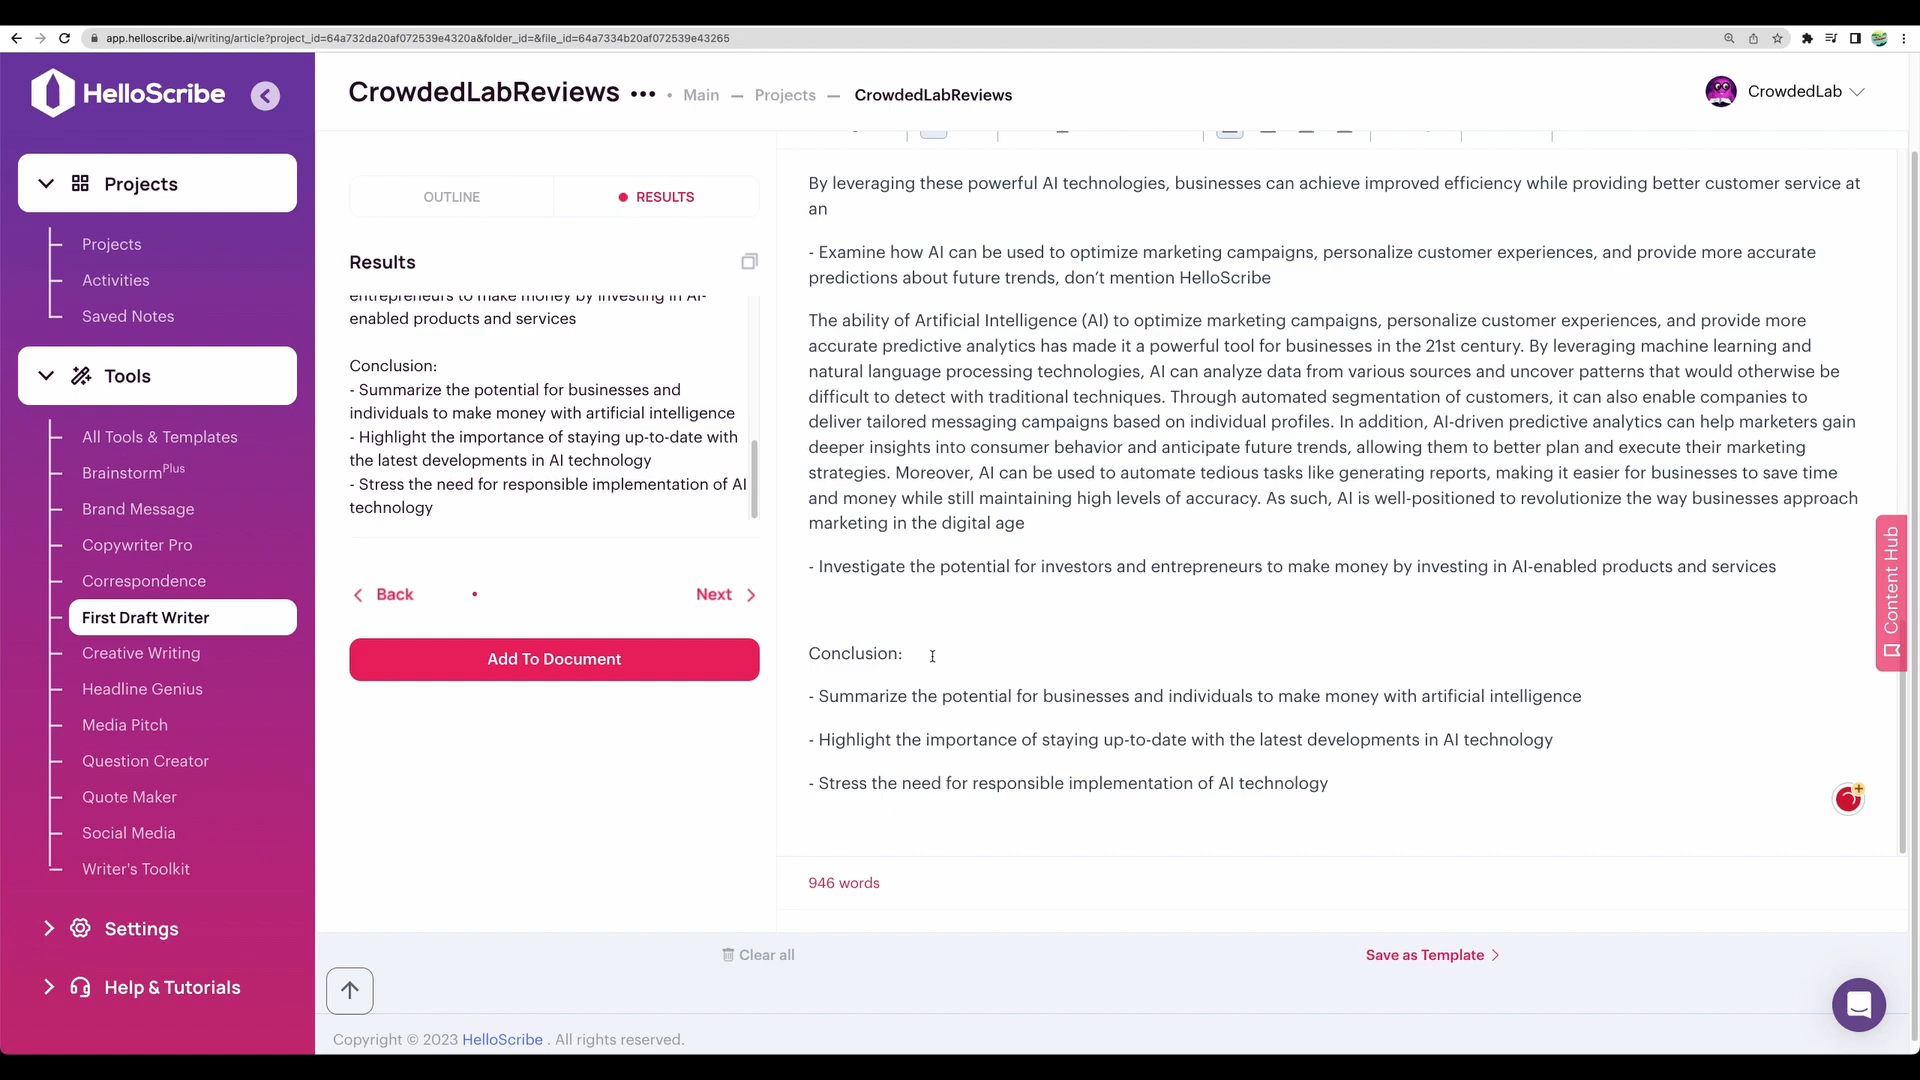 app.helloscribe.ai/writing/article?project_id=64a732da20af072539e4320a&folder_id=&file_id=64a7334b20af072539e43265
HelloScribe
CrowdedLabReviews ••• • Main — Projects — CrowdedLabReviews
CrowdedLab
Projects
Projects
Activities
Saved Notes
Tools
All Tools & Templates
BrainstormPlus
Brand Message
Copywriter Pro
Correspondence
First Draft Writer
Creative Writing
Headline Genius
Media Pitch
Question Creator
Quote Maker
Social Media
Writer's Toolkit
Settings
Help & Tutorials
OUTLINE
RESULTS
Results
entrepreneurs to make money by investing in AI-
enabled products and services
Conclusion:
- Summarize the potential for businesses and
individuals to make money with artificial intelligence
- Highlight the importance of staying up-to-date with
the latest developments in AI technology
- Stress the need for responsible implementation of AI
technology
Back
Next
Add To Document
By leveraging these powerful AI technologies, businesses can achieve improved efficiency while providing better customer service at
an
- Examine how AI can be used to optimize marketing campaigns, personalize customer experiences, and provide more accurate
predictions about future trends, don’t mention HelloScribe
The ability of Artificial Intelligence (AI) to optimize marketing campaigns, personalize customer experiences, and provide more
accurate predictive analytics has made it a powerful tool for businesses in the 21st century. By leveraging machine learning and
natural language processing technologies, AI can analyze data from various sources and uncover patterns that would otherwise be
difficult to detect with traditional techniques. Through automated segmentation of customers, it can also enable companies to
deliver tailored messaging campaigns based on individual profiles. In addition, AI-driven predictive analytics can help marketers gain
deeper insights into consumer behavior and anticipate future trends, allowing them to better plan and execute their marketing
strategies. Moreover, AI can be used to automate tedious tasks like generating reports, making it easier for businesses to save time
and money while still maintaining high levels of accuracy. As such, AI is well-positioned to revolutionize the way businesses approach
marketing in the digital age
- Investigate the potential for investors and entrepreneurs to make money by investing in AI-enabled products and services
Conclusion:
- Summarize the potential for businesses and individuals to make money with artificial intelligence
- Highlight the importance of staying up-to-date with the latest developments in AI technology
- Stress the need for responsible implementation of AI technology
946 words
Content Hub
Clear all
Save as Template
Copyright © 2023 HelloScribe . All rights reserved.